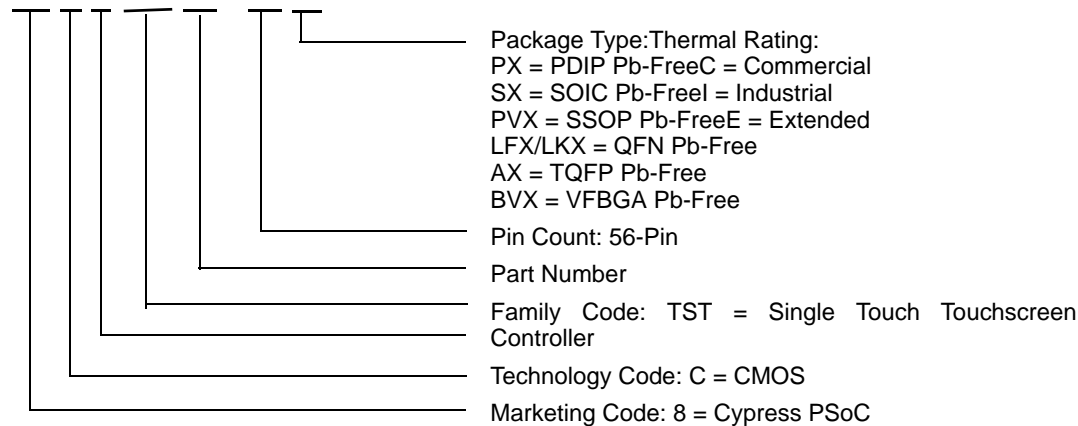 Package Type:Thermal Rating:
PX = PDIP Pb-FreeC = Commercial
SX = SOIC Pb-FreeI = Industrial
PVX = SSOP Pb-FreeE = Extended
LFX/LKX = QFN Pb-Free
AX = TQFP Pb-Free
BVX = VFBGA Pb-Free
Pin Count: 56-Pin
Part Number
Family Code: TST = Single Touch Touchscreen
Controller
Technology Code: C = CMOS
Marketing Code: 8 = Cypress PSoC